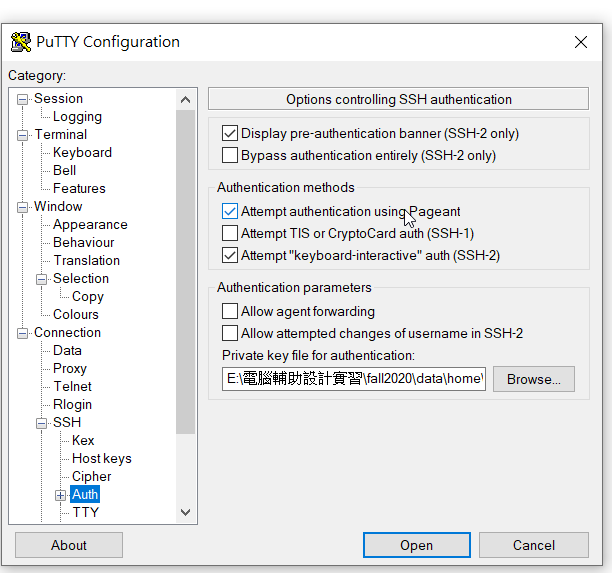 PuTTY Configuration
Category:
Session
Logging
Terminal
Keyboard
Bell
Features
Window
Appearance
Behaviour
Translation
Selection
Copy
Colours
Connection
Data
Proxy
Telnet
Rlogin
SSH
Kex
Host keys
Cipher
Auth
TTY
Options controlling SSH authentication
Display pre-authentication banner (SSH-2 only)
Bypass authentication entirely (SSH-2 only)
Authentication methods
Attempt authentication using Pageant
Attempt TIS or CryptoCard auth (SSH-1)
Attempt "keyboard-interactive" auth (SSH-2)
Authentication parameters
Allow agent forwarding
Allow attempted changes of username in SSH-2
Private key file for authentication:
E:\電腦輔助設計實習\fall2020\data\home\
Browse...
About
Open
Cancel